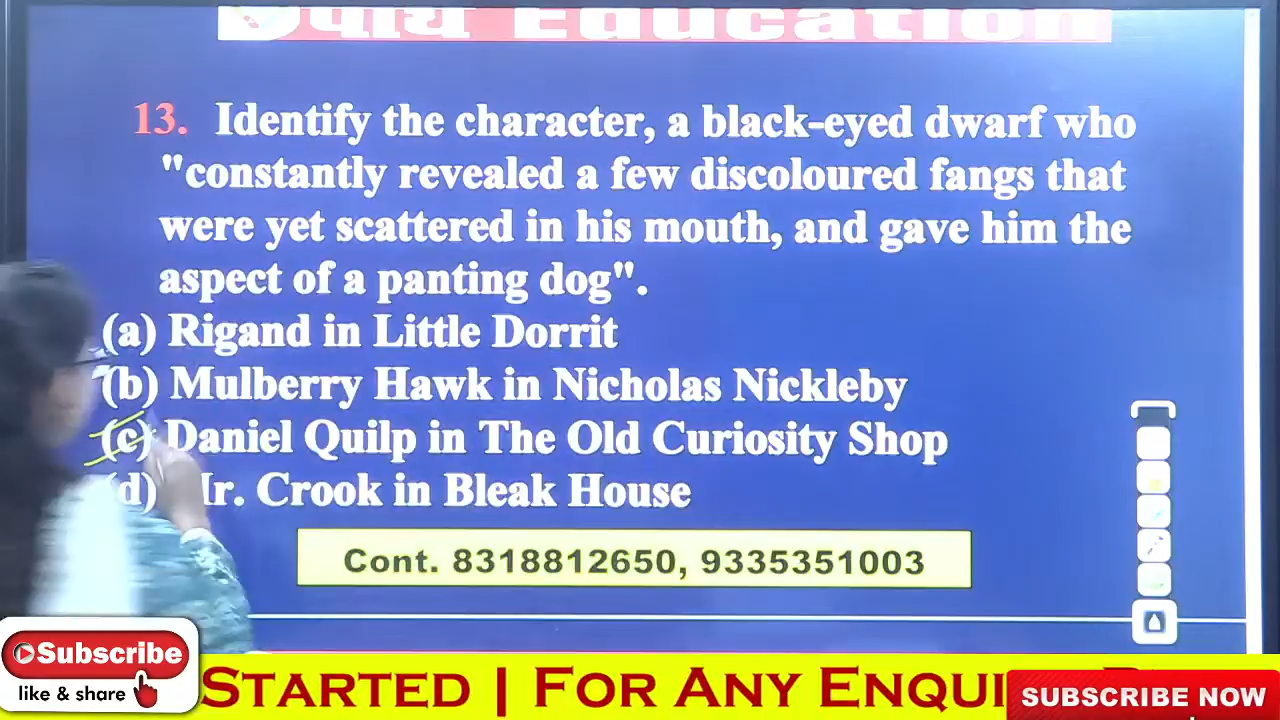 Education
13. Identify the character, a black-eyed dwarf who
"constantly revealed a few discoloured fangs that
were yet scattered in his mouth, and gave him the
aspect of a panting dog".
(a) Rigand in Little Dorrit
(b) Mulberry Hawk in Nicholas Nickleby
(c) Daniel Quilp in The Old Curiosity Shop
(d) Mr. Crook in Bleak House
Cont. 8318812650, 9335351003
Subscribe
like & share
STARTED | FOR ANY ENQUI
SUBSCRIBE NOW